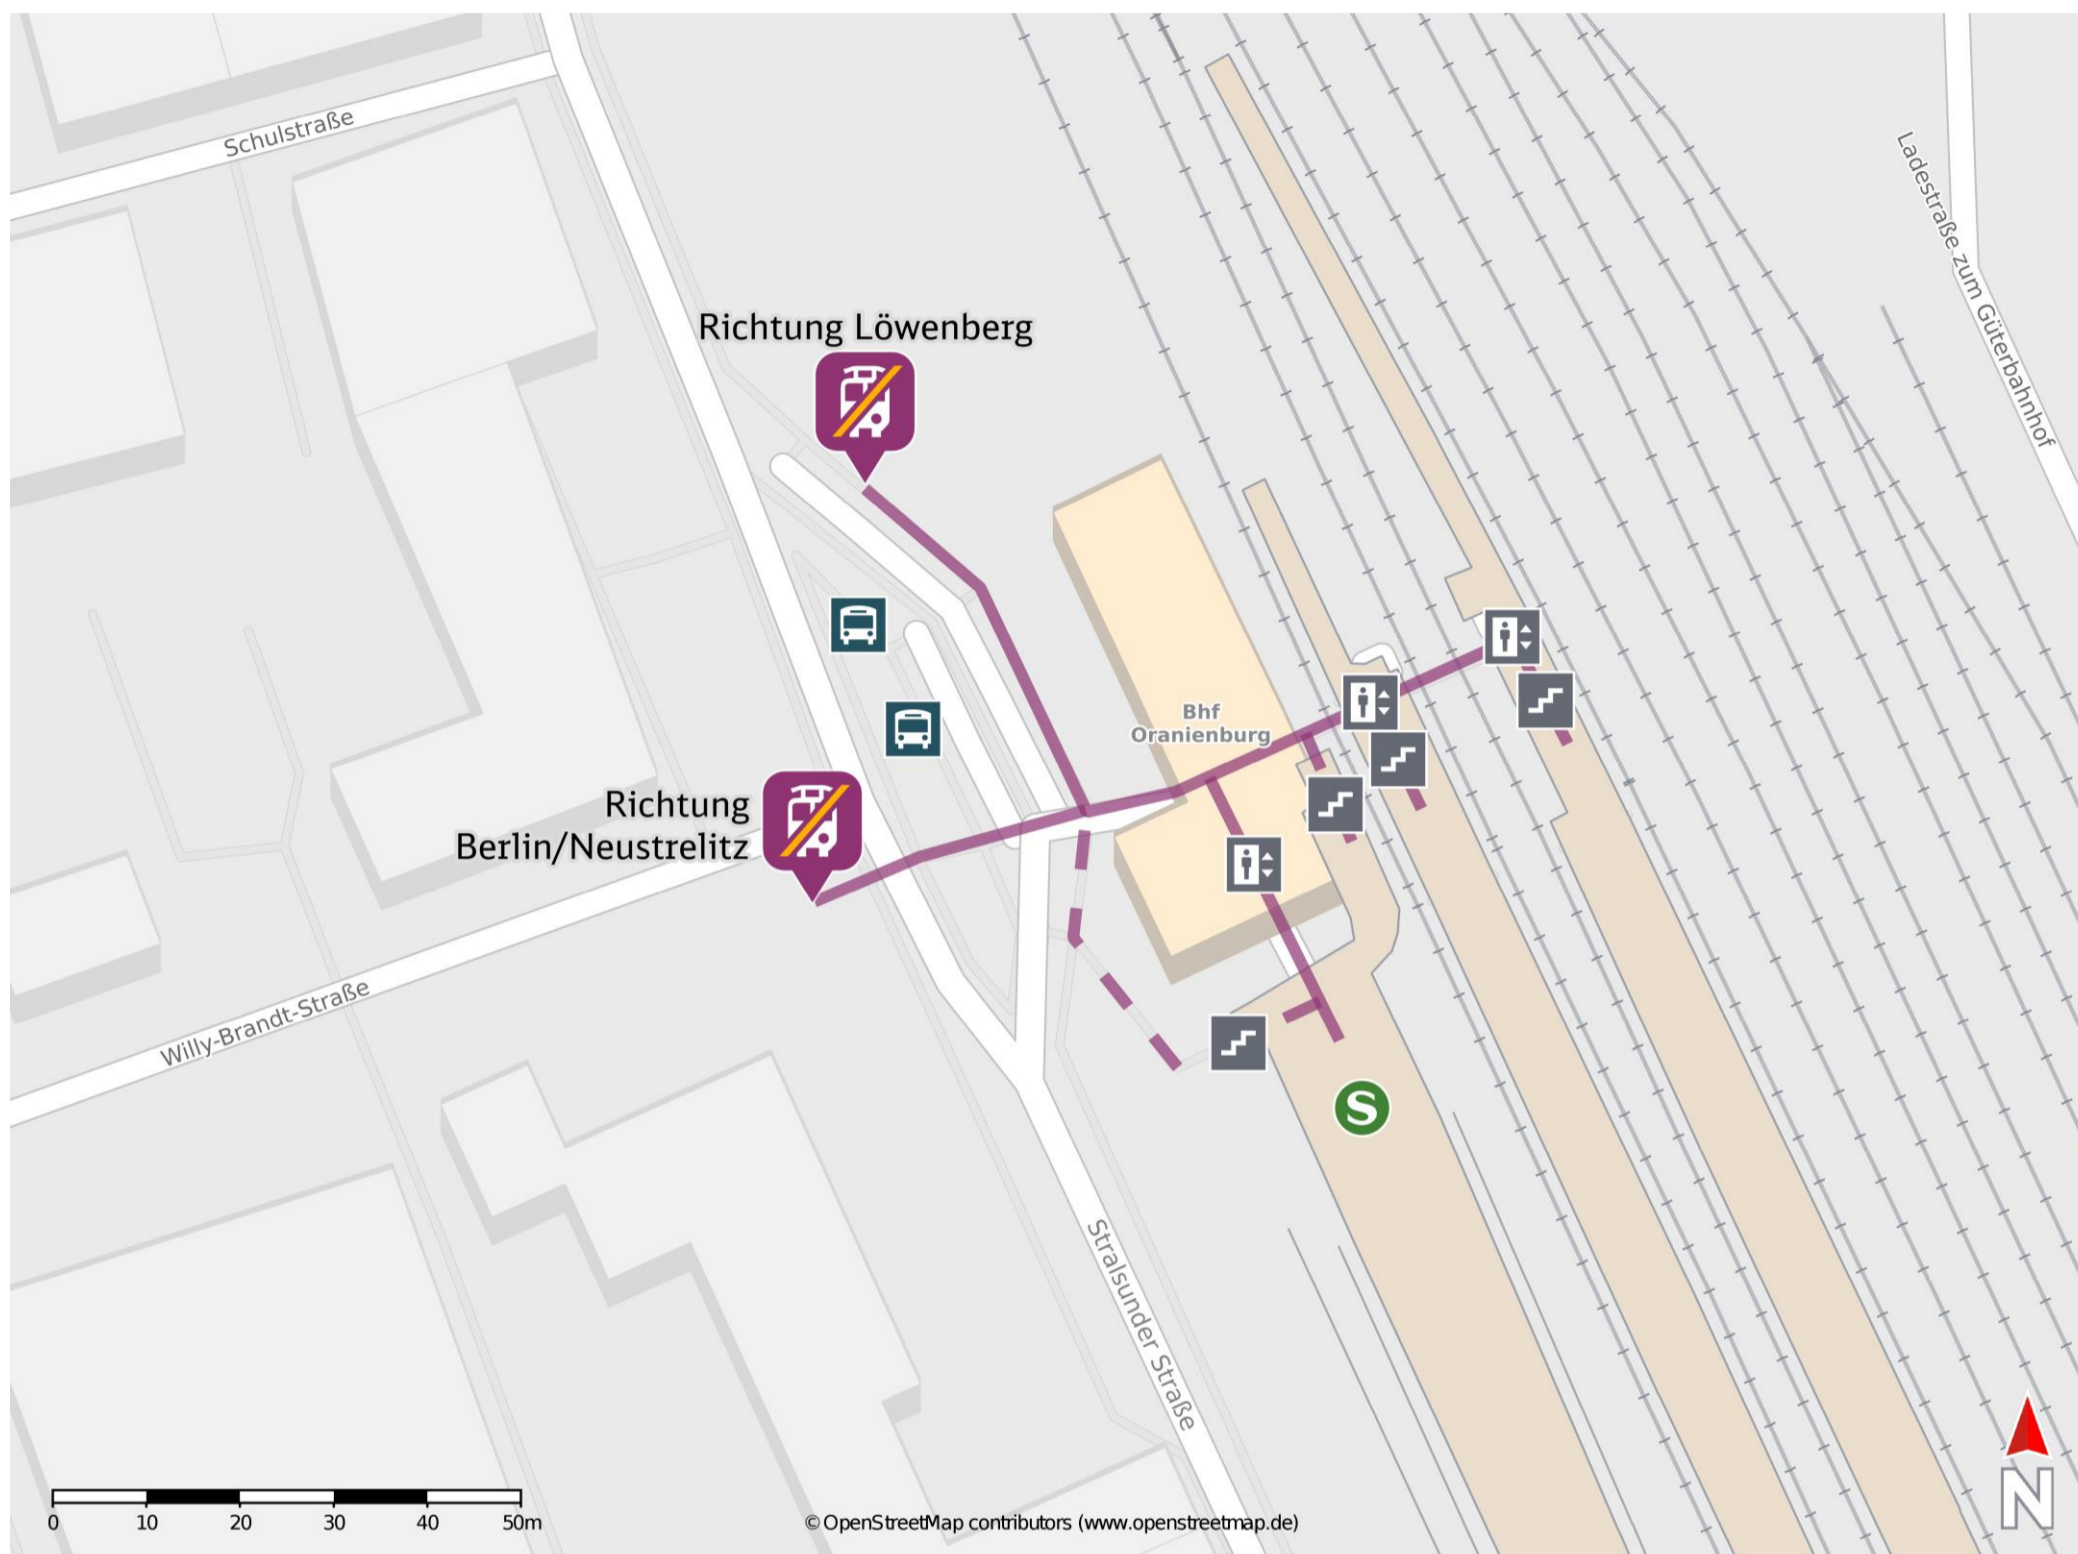 Schulstraße
Ladestraße zum Güterbahnhof
Richtung Löwenberg
Bhf
Oranienburg
Richtung
Berlin/Neustrelitz
Willy-Brandt-Straße
S
Stralsunder Straße
N
0 10 20 30 40 50m
© OpenStreetMap contributors (www.openstreetmap.de)